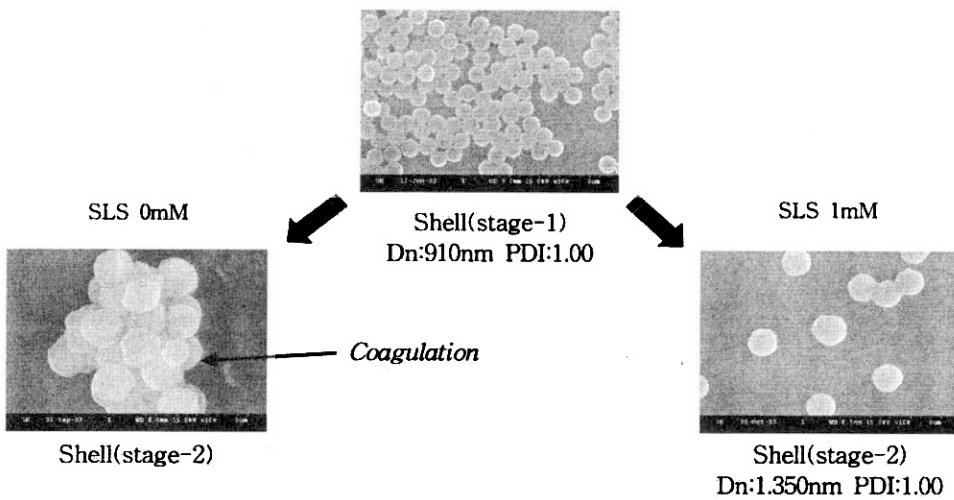 SLS 0mM
SLS 1mM
Shell(stage-1)
Dn:910nm PDI:1.00
Coagulation
Shell(stage-2)
Shell(stage-2)
Dn:1.350nm PDI:1.00